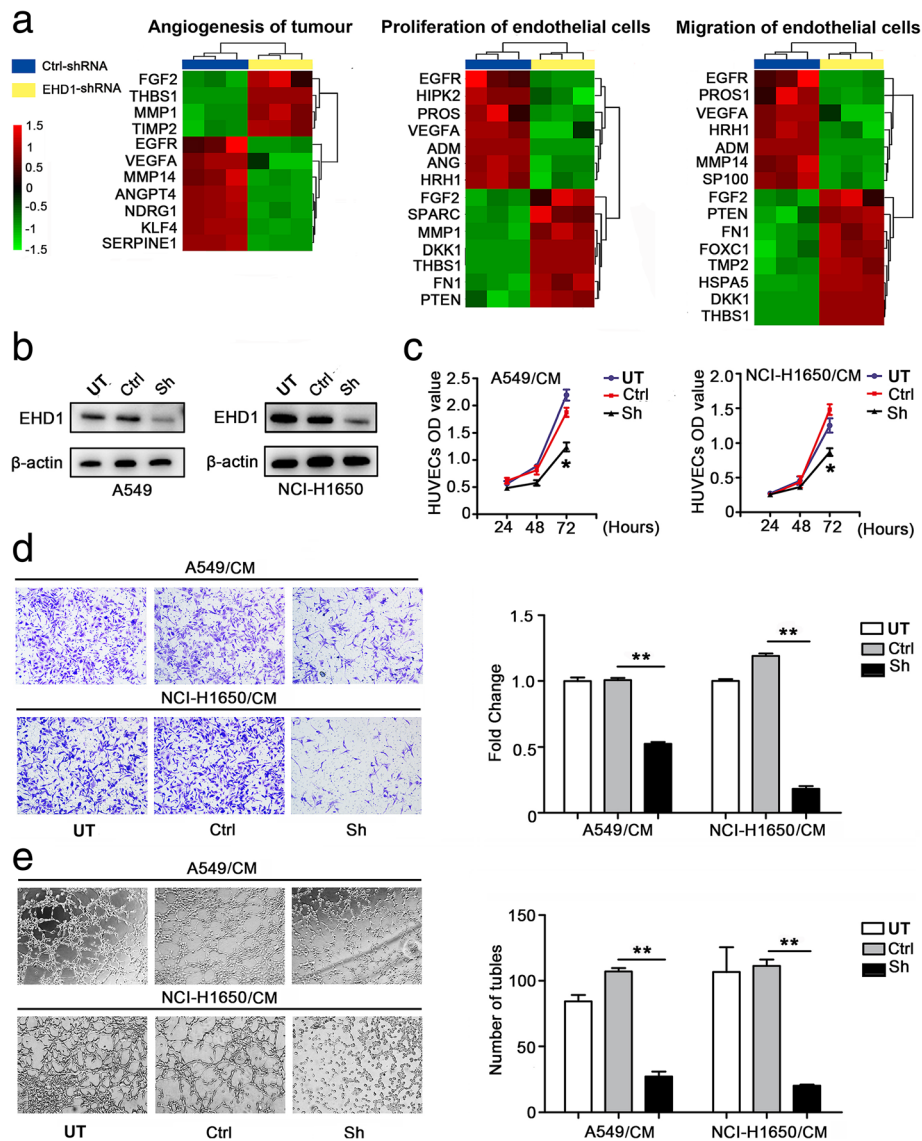 a
Angiogenesis of tumour
Proliferation of endothelial cells
Migration of endothelial cells
Ctrl-shRNA
EHD1-shRNA
1.5
1
0.5
0
-0.5
-1
-1.5
FGF2
THBS1
MMP1
TIMP2
EGFR
VEGFA
MMP14
ANGPT4
NDRG1
KLF4
SERPINE1
EGFR
HIPK2
PROS
VEGFA
ADM
ANG
HRH1
FGF2
SPARC
MMP1
DKK1
THBS1
FN1
PTEN
EGFR
PROS1
VEGFA
HRH1
ADM
MMP14
SP100
FGF2
PTEN
FN1
FOXC1
TMP2
HSPA5
DKK1
THBS1
b
UT Ctrl Sh
EHD1
β-actin
A549
UT Ctrl Sh
EHD1
β-actin
NCI-H1650
c
A549/CM
HUVECs OD value
2.5
2.0
1.5
1.0
0.5
24 48 72 (Hours)
UT
Ctrl
Sh
*
NCI-H1650/CM
HUVECs OD value
2.0
1.5
1.0
0.5
0
24 48 72 (Hours)
UT
Ctrl
Sh
*
d
A549/CM
NCI-H1650/CM
UT Ctrl Sh
Fold Change
1.5
1.0
0.5
0
**
**
A549/CM NCI-H1650/CM
UT
Ctrl
Sh
e
A549/CM
NCI-H1650/CM
UT Ctrl Sh
Number of tubles
150
100
50
0
**
**
A549/CM NCI-H1650/CM
UT
Ctrl
Sh